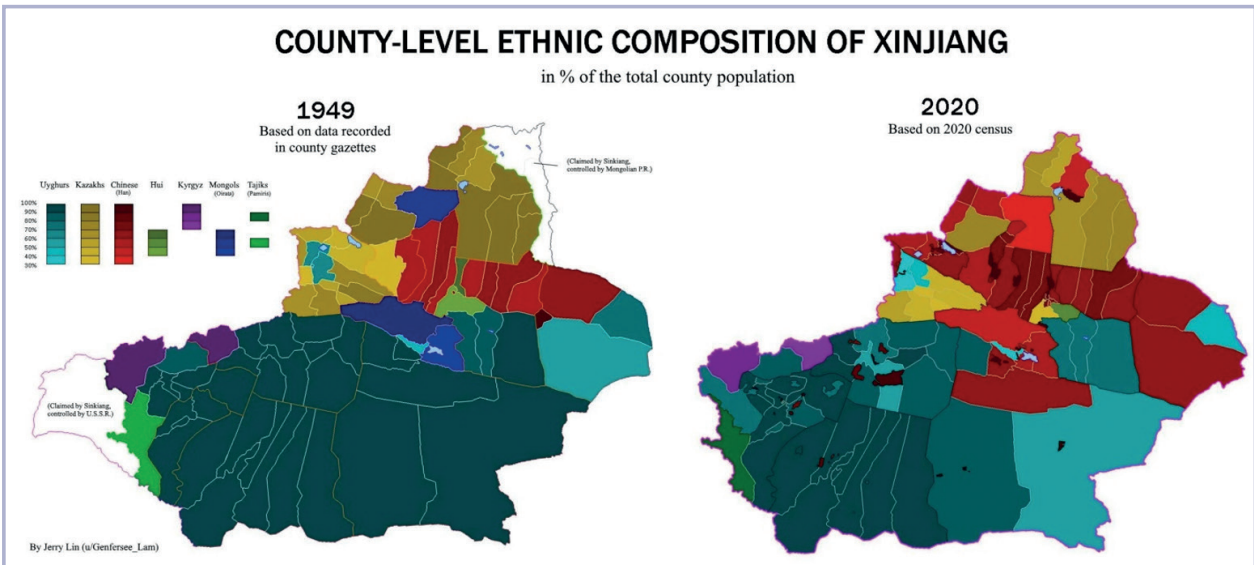 COUNTY-LEVEL ETHNIC COMPOSITION OF XINJIANG
in % of the total county population
1949
Based on data recorded
in county gazettes
2020
Based on 2020 census
(Claimed by Sinkiang,
controlled by Mongolian P.R.)
Uyghurs Kazakhs Chinese Hui Kyrgyz Mongols Tajiks
(Han) (Oirats) (Pamiris)
100%
90%
80%
70%
60%
50%
40%
30%
(Claimed by Sinkiang,
controlled by U.S.S.R.)
By Jerry Lin (u/Genfersee_Lam)